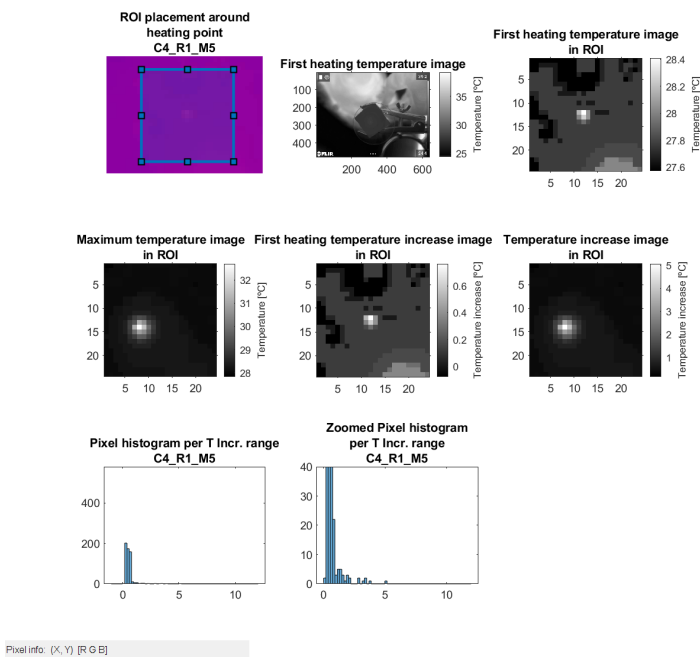 ROI placement around
heating point
C4_R1_M5
First heating temperature image
100
200
300
400
200 400 600
35
30
25
Temperature [ºC]
FLIR
First heating temperature image
in ROI
5
10
15
20
5 10 15 20
28.4
28.2
28
27.8
27.6
Temperature [ºC]
Maximum temperature image
in ROI
5
10
15
20
5 10 15 20
32
31
30
29
28
Temperature [ºC]
First heating temperature increase image
in ROI
5
10
15
20
5 10 15 20
0.6
0.4
0.2
0
Temperature increase [ºC]
Temperature increase image
in ROI
5
10
15
20
5 10 15 20
5
4
3
2
1
Temperature increase [ºC]
Pixel histogram per T Incr. range
C4_R1_M5
400
200
0
0 5 10
Zoomed Pixel histogram
per T Incr. range
C4_R1_M5
40
30
20
10
0
0 5 10
Pixel info: (X, Y) [R G B]